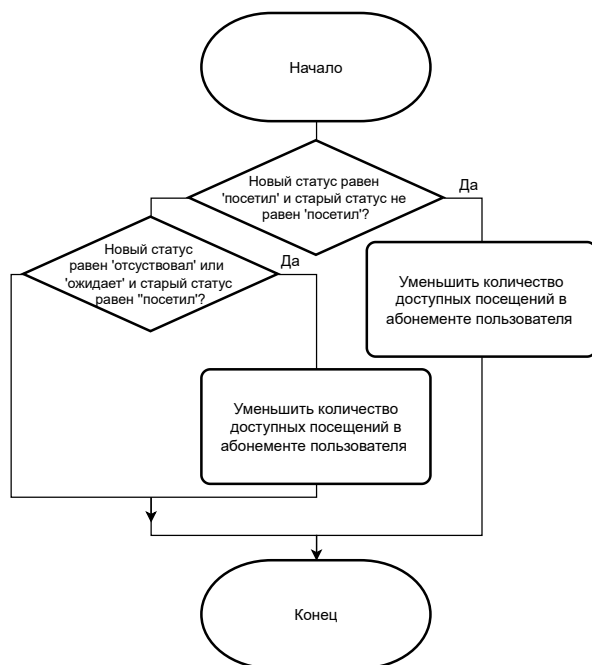 Начало
Новый статус равен
'посетил' и старый статус не
равен 'посетил'?
Да
Новый статус
равен 'отсуствовал' или
'ожидает' и старый статус
равен "посетил'?
Да
Уменьшить количество
доступных посещений в
абонементе пользователя
Уменьшить количество
доступных посещений в
абонементе пользователя
Конец